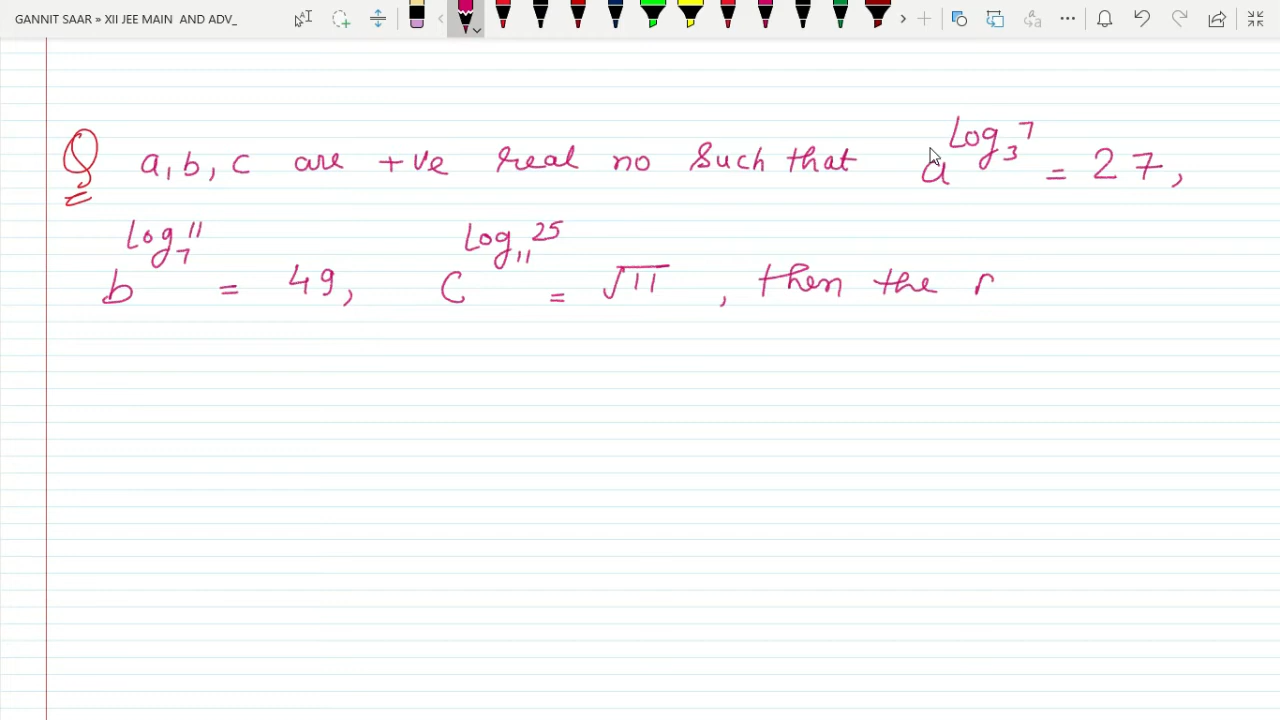 GANNIT SAAR » XII JEE MAIN AND ADV_
Q a, b, c are +ve real no such that a^{Log_3 7} = 27,
b^{Log_7 11} = 49, C^{Log_11 25} = √11, then the r